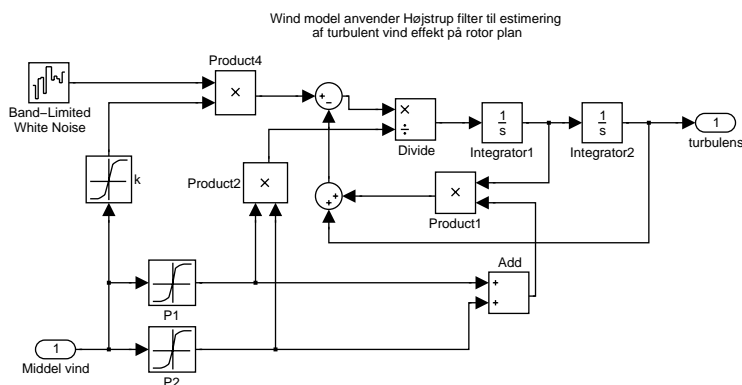 Wind model anvender Højstrup filter til estimering
af turbulent vind effekt på rotor plan
Product4
×
Band−Limited
White Noise
+
−
×
÷
Divide
1
s
Integrator1
1
s
Integrator2
1
turbulens
k
Product2
×
+
+
×
Product1
P1
Add
+
+
1
Middel vind
P2